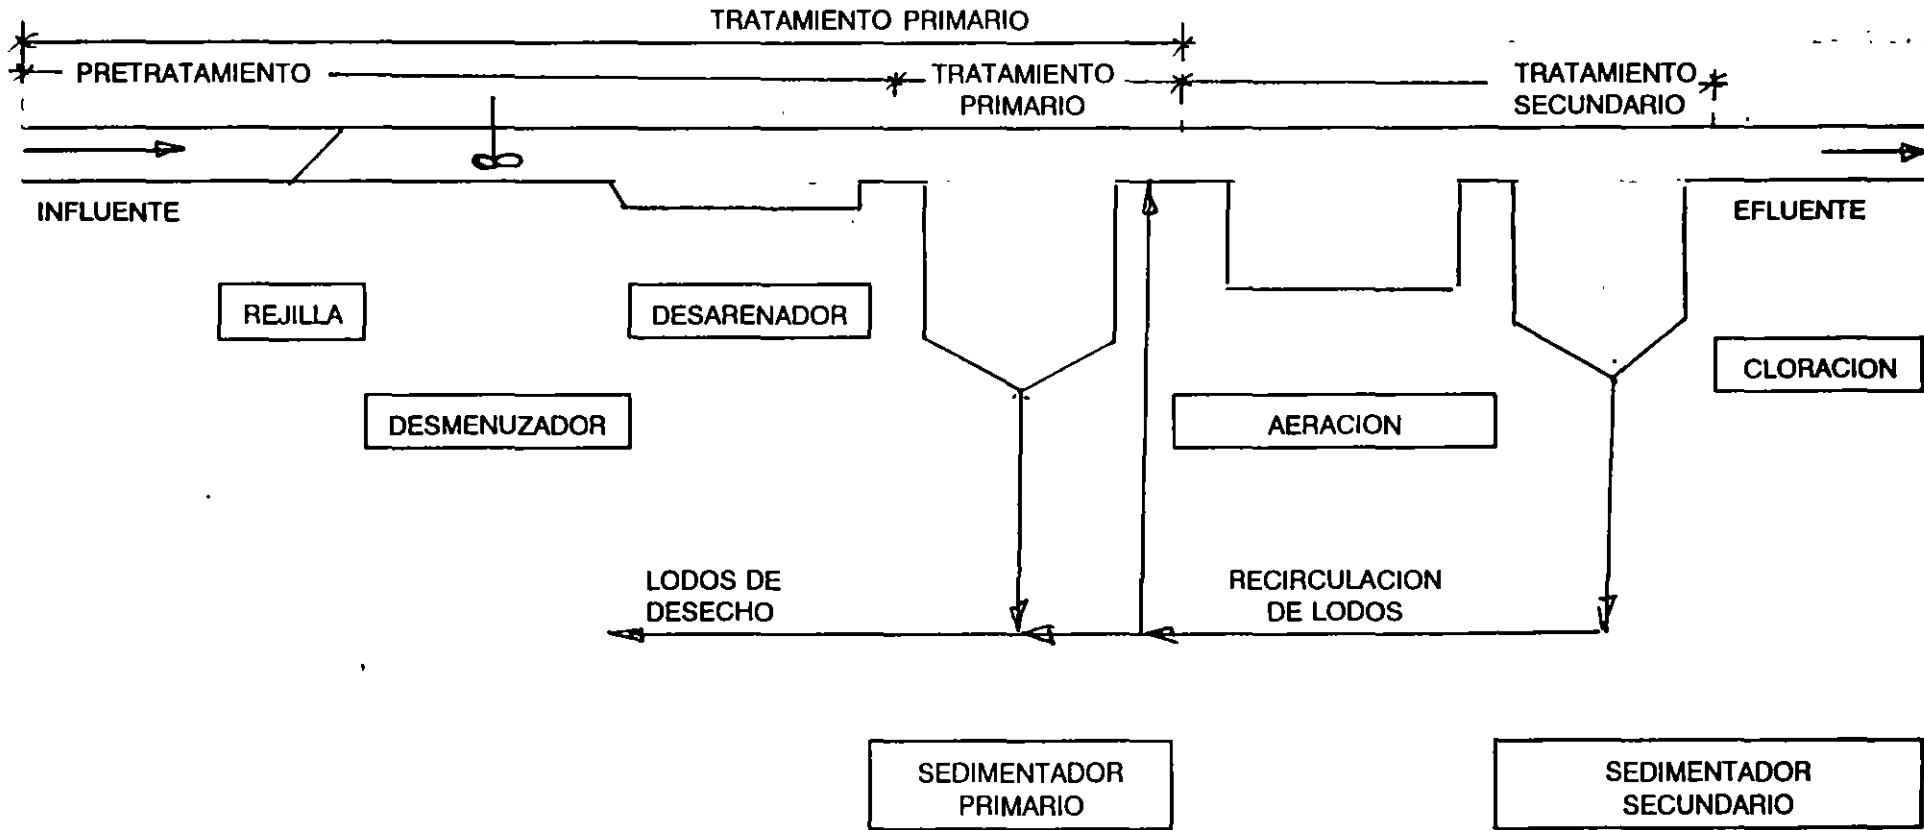 TRATAMIENTO PRIMARIO
PRETRATAMIENTO
TRATAMIENTO
PRIMARIO
TRATAMIENTO
SECUNDARIO
INFLUENTE
EFLUENTE
REJILLA
DESARENADOR
CLORACION
DESMENUZADOR
AERACION
LODOS DE
DESECHO
RECIRCULACION
DE LODOS
SEDIMENTADOR
PRIMARIO
SEDIMENTADOR
SECUNDARIO